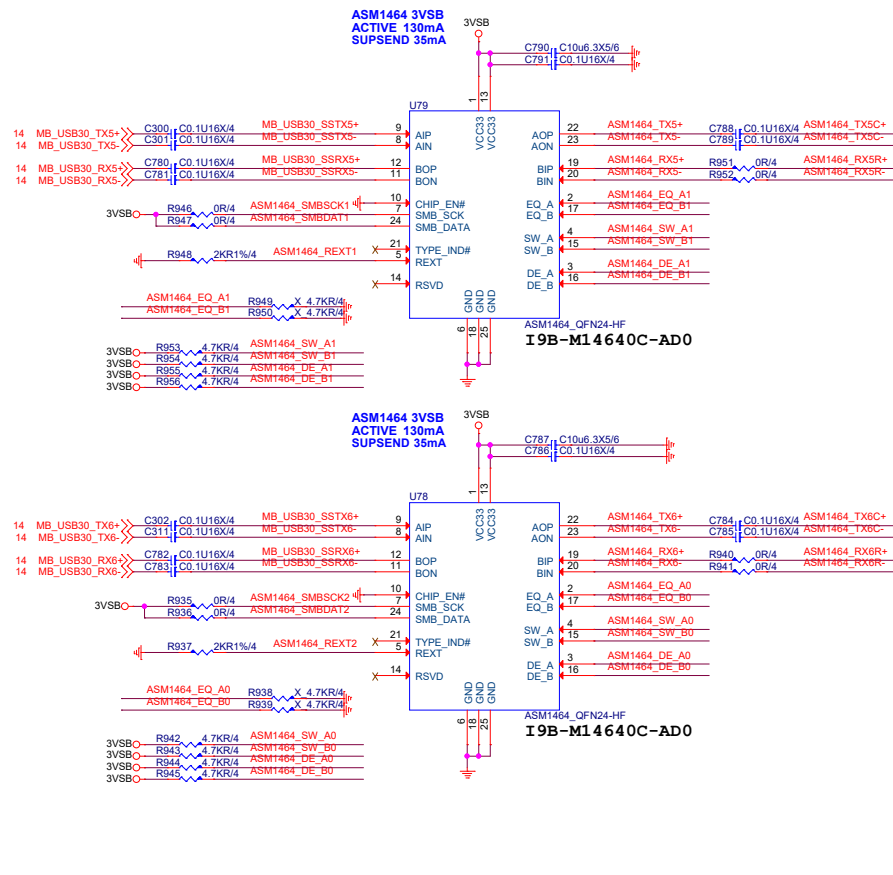 ASM1464 3VSB
ACTIVE 130mA
SUPSEND 35mA
3VSB
C790 C10u6.3X5/6
C791 C0.1U16X/4
1
13
U79
VCC33
VCC33
14 MB_USB30_TX5+ C300 C0.1U16X/4 MB_USB30_SSTX5+ 9 AIP AOP 22 ASM1464_TX5+ C788 C0.1U16X/4 ASM1464_TX5C+
14 MB_USB30_TX5- C301 C0.1U16X/4 MB_USB30_SSTX5- 8 AIN AON 23 ASM1464_TX5- C789 C0.1U16X/4 ASM1464_TX5C-
14 MB_USB30_RX5+ C780 C0.1U16X/4 MB_USB30_SSRX5+ 12 BOP BIP 19 ASM1464_RX5+ R951 0R/4 ASM1464_RX5R+
14 MB_USB30_RX5- C781 C0.1U16X/4 MB_USB30_SSRX5- 11 BON BIN 20 ASM1464_RX5- R952 0R/4 ASM1464_RX5R-
10 CHIP_EN# EQ_A 2 ASM1464_EQ_A1
3VSB R946 0R/4 ASM1464_SMBSCK1 7 SMB_SCK EQ_B 17 ASM1464_EQ_B1
R947 0R/4 ASM1464_SMBDAT1 24 SMB_DATA
SW_A 4 ASM1464_SW_A1
21 TYPE_IND# SW_B 15 ASM1464_SW_B1
R948 2KR1%/4 ASM1464_REXT1 5 REXT
DE_A 3 ASM1464_DE_A1
14 RSVD DE_B 16 ASM1464_DE_B1
GND
GND
GND
6
18
25
ASM1464_EQ_A1 R949 X_4.7KR/4
ASM1464_EQ_B1 R950 X_4.7KR/4
ASM1464_QFN24-HF
I9B-M14640C-AD0
3VSB R953 4.7KR/4 ASM1464_SW_A1
3VSB R954 4.7KR/4 ASM1464_SW_B1
3VSB R955 4.7KR/4 ASM1464_DE_A1
3VSB R956 4.7KR/4 ASM1464_DE_B1
ASM1464 3VSB
ACTIVE 130mA
SUPSEND 35mA
3VSB
C787 C10u6.3X5/6
C786 C0.1U16X/4
1
13
U78
VCC33
VCC33
14 MB_USB30_TX6+ C302 C0.1U16X/4 MB_USB30_SSTX6+ 9 AIP AOP 22 ASM1464_TX6+ C784 C0.1U16X/4 ASM1464_TX6C+
14 MB_USB30_TX6- C311 C0.1U16X/4 MB_USB30_SSTX6- 8 AIN AON 23 ASM1464_TX6- C785 C0.1U16X/4 ASM1464_TX6C-
14 MB_USB30_RX6+ C782 C0.1U16X/4 MB_USB30_SSRX6+ 12 BOP BIP 19 ASM1464_RX6+ R940 0R/4 ASM1464_RX6R+
14 MB_USB30_RX6- C783 C0.1U16X/4 MB_USB30_SSRX6- 11 BON BIN 20 ASM1464_RX6- R941 0R/4 ASM1464_RX6R-
10 CHIP_EN# EQ_A 2 ASM1464_EQ_A0
3VSB R935 0R/4 ASM1464_SMBSCK2 7 SMB_SCK EQ_B 17 ASM1464_EQ_B0
R936 0R/4 ASM1464_SMBDAT2 24 SMB_DATA
SW_A 4 ASM1464_SW_A0
21 TYPE_IND# SW_B 15 ASM1464_SW_B0
R937 2KR1%/4 ASM1464_REXT2 5 REXT
DE_A 3 ASM1464_DE_A0
14 RSVD DE_B 16 ASM1464_DE_B0
GND
GND
GND
6
18
25
ASM1464_EQ_A0 R938 X_4.7KR/4
ASM1464_EQ_B0 R939 X_4.7KR/4
ASM1464_QFN24-HF
I9B-M14640C-AD0
3VSB R942 4.7KR/4 ASM1464_SW_A0
3VSB R943 4.7KR/4 ASM1464_SW_B0
3VSB R944 4.7KR/4 ASM1464_DE_A0
3VSB R945 4.7KR/4 ASM1464_DE_B0